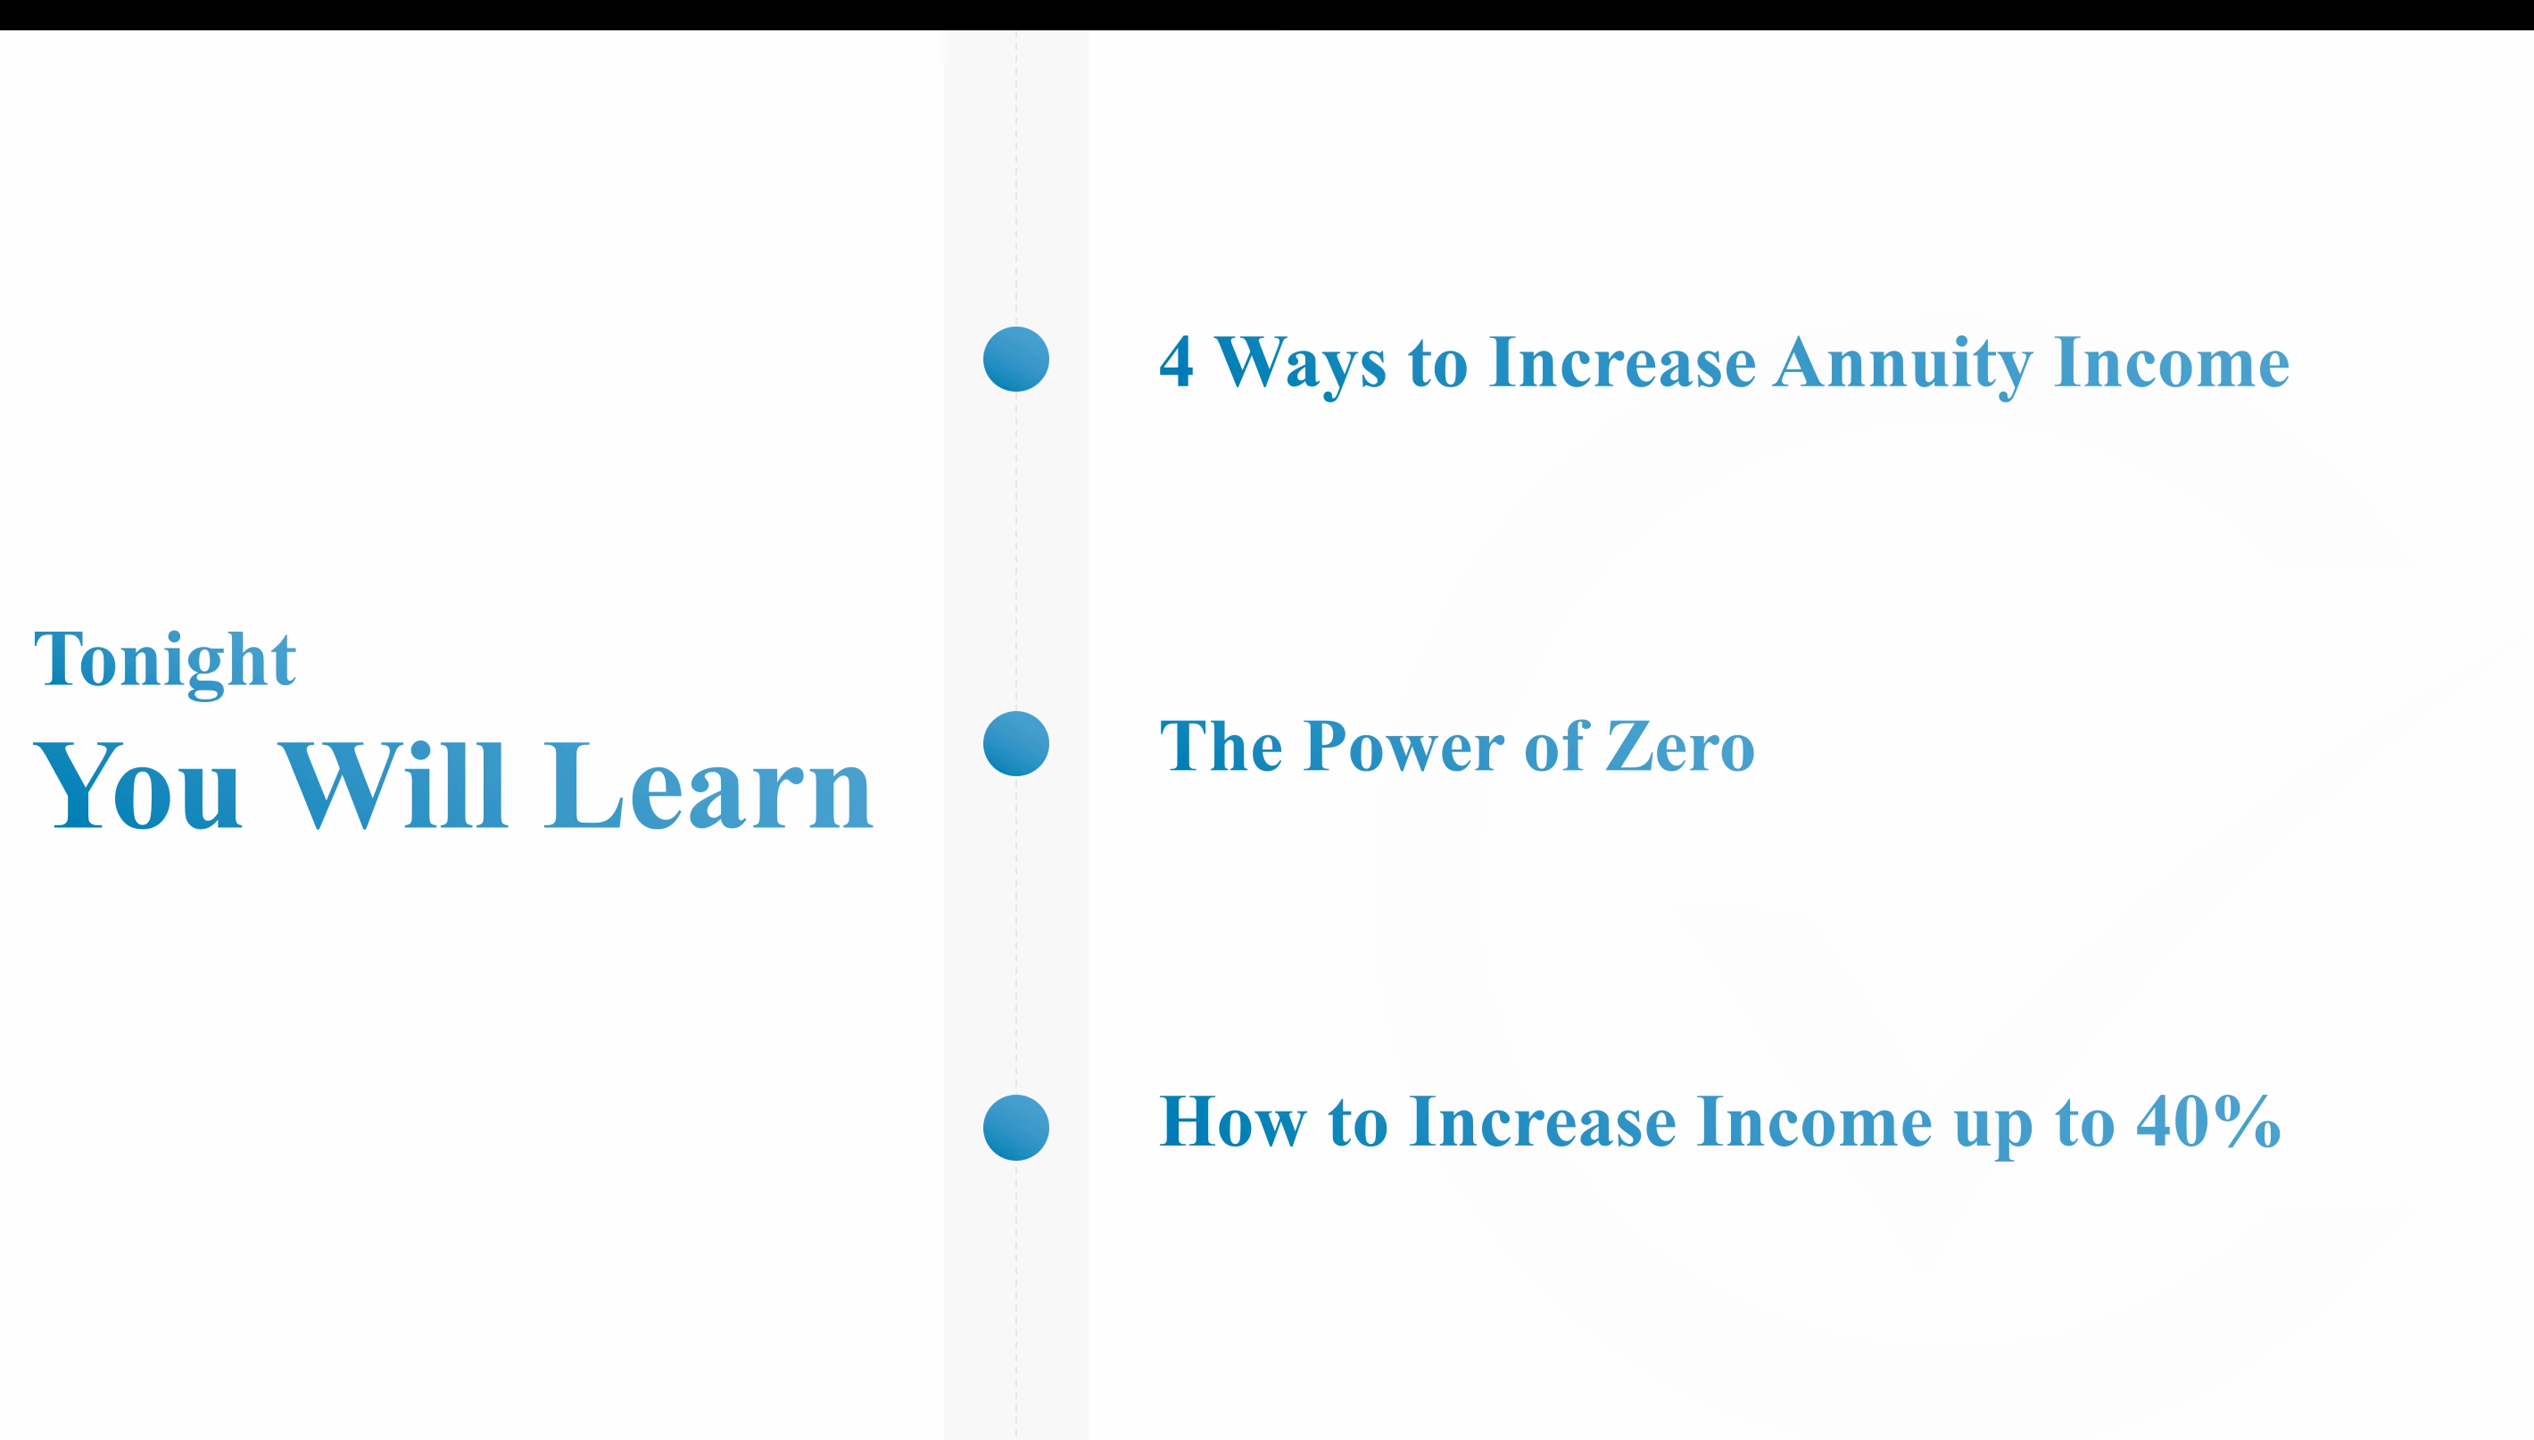 Tonight
You Will Learn
4 Ways to Increase Annuity Income
The Power of Zero
How to Increase Income up to 40%